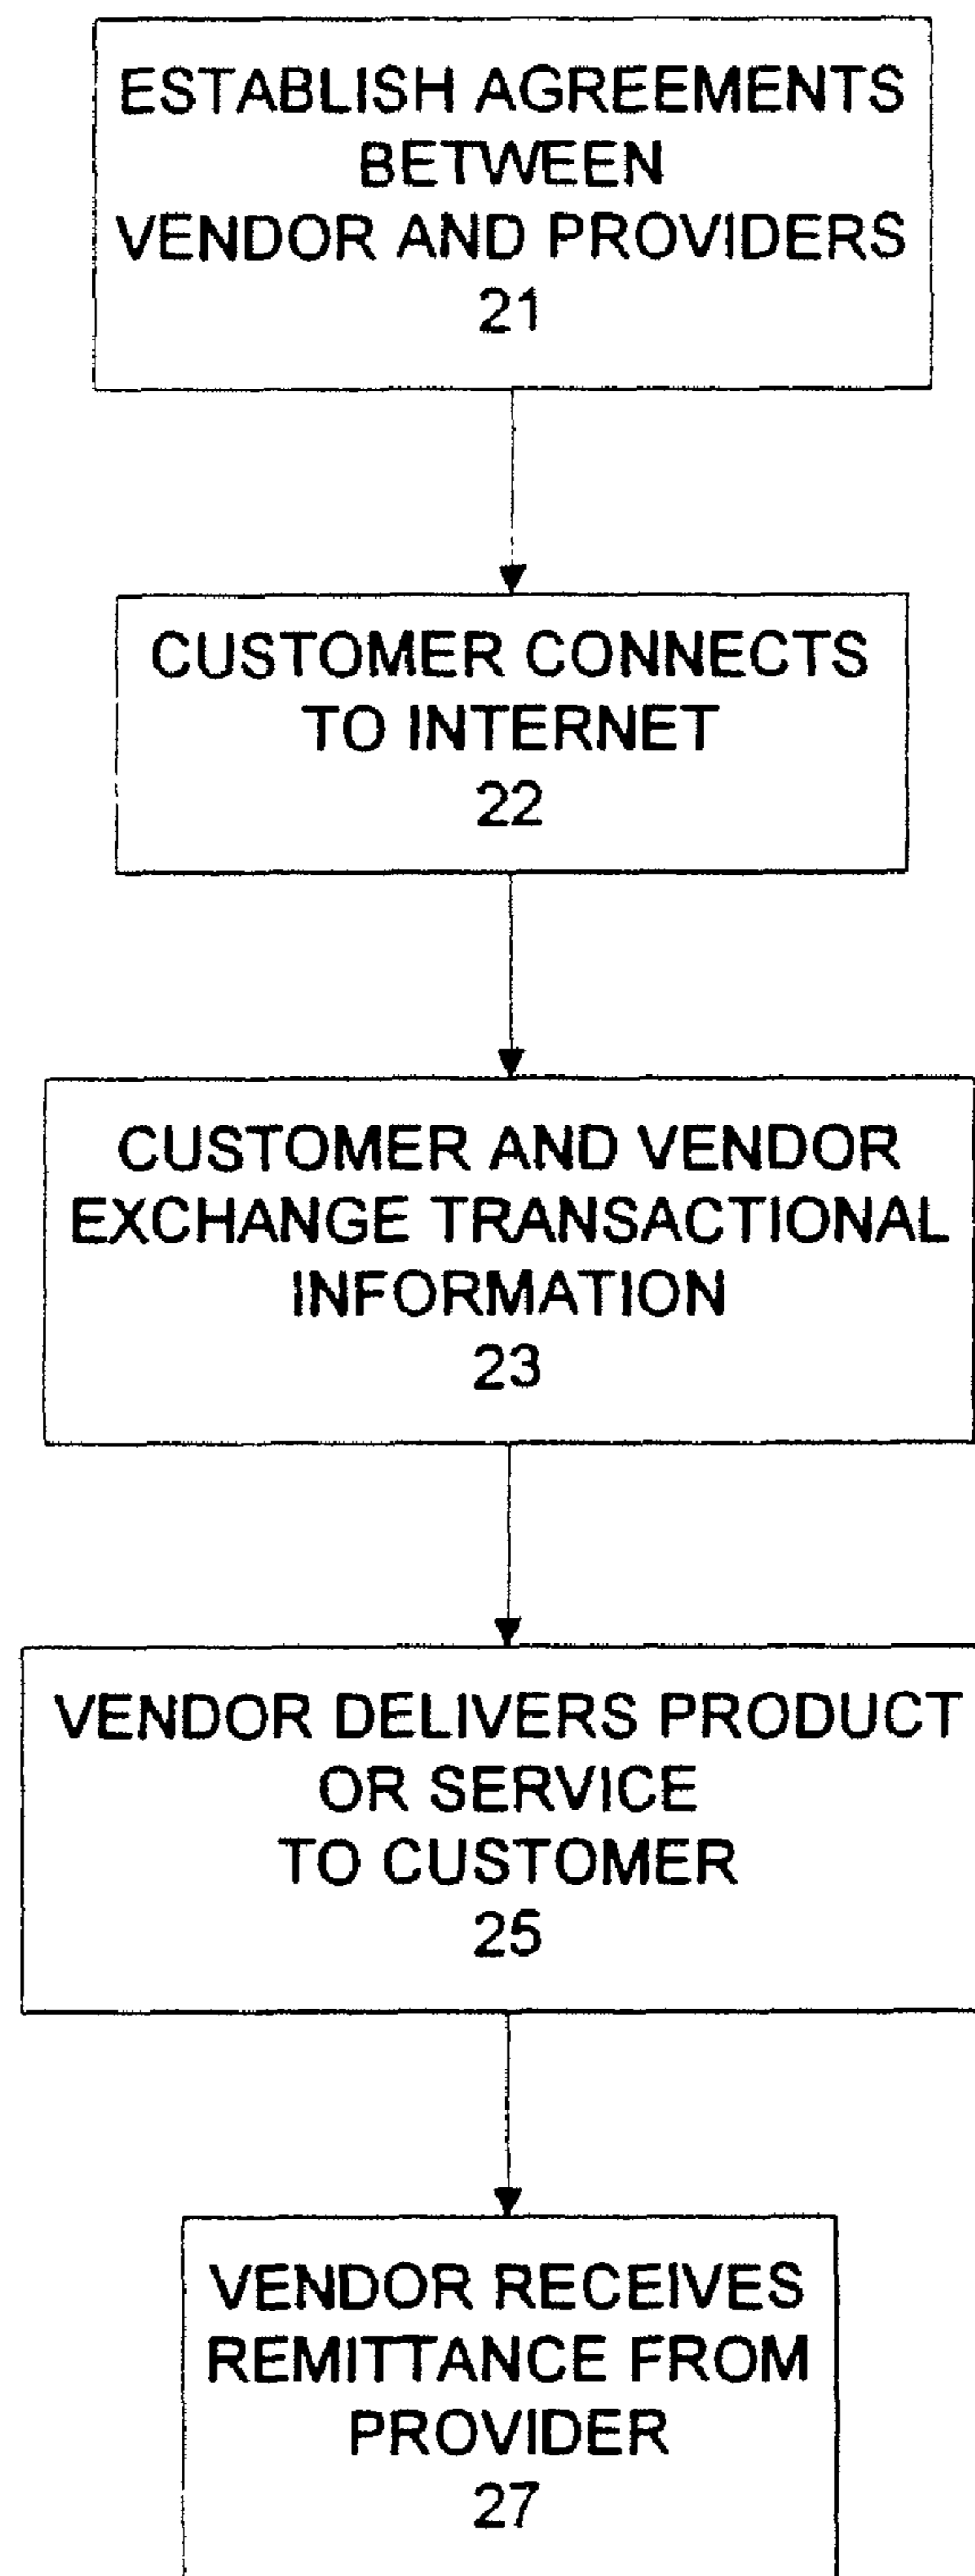 ESTABLISH AGREEMENTS
BETWEEN
VENDOR AND PROVIDERS
21
CUSTOMER CONNECTS
TO INTERNET
22
CUSTOMER AND VENDOR
EXCHANGE TRANSACTIONAL
INFORMATION
23
VENDOR DELIVERS PRODUCT
OR SERVICE
TO CUSTOMER
25
VENDOR RECEIVES
REMITTANCE FROM
PROVIDER
27